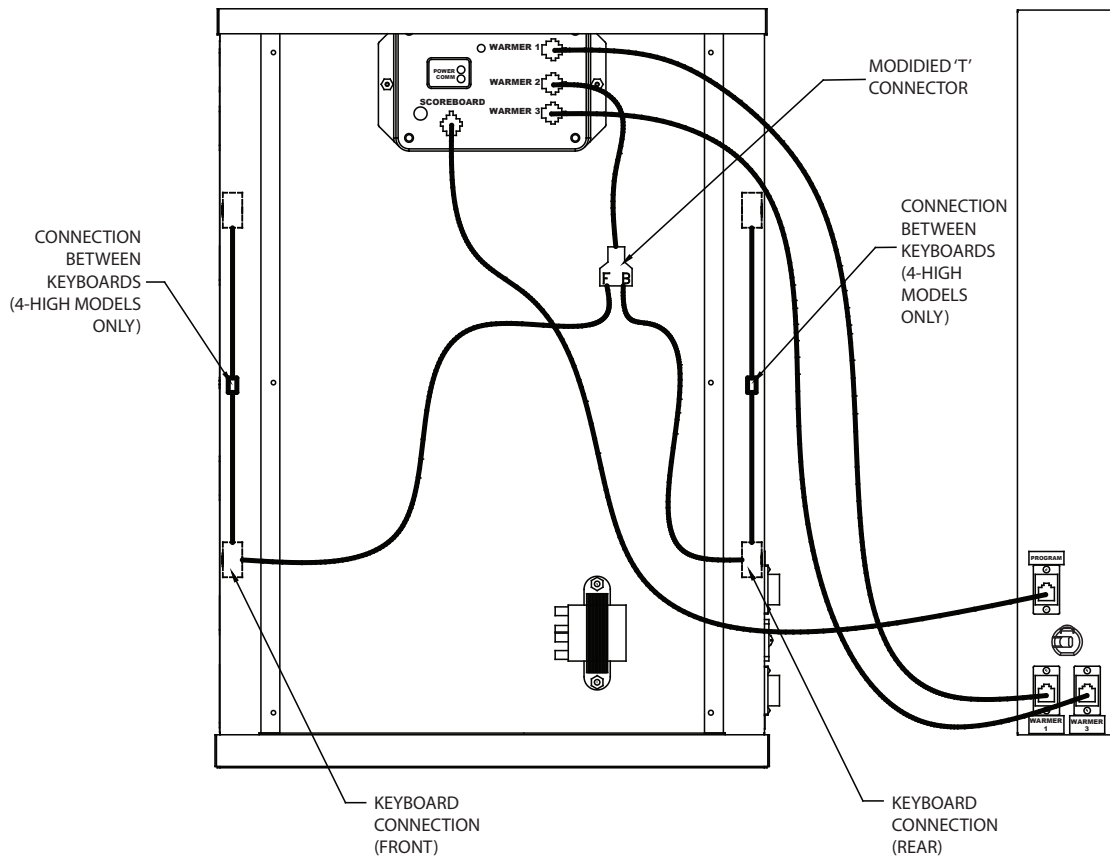 WARMER 1
POWER
COMM
WARMER 2
SCOREBOARD
WARMER 3
MODIDIED 'T'
CONNECTOR
CONNECTION
BETWEEN
KEYBOARDS
(4-HIGH
MODELS
ONLY)
CONNECTION
BETWEEN
KEYBOARDS
(4-HIGH MODELS
ONLY)
F B
PROGRAM
WARMER
1
WARMER
3
KEYBOARD
CONNECTION
(FRONT)
KEYBOARD
CONNECTION
(REAR)